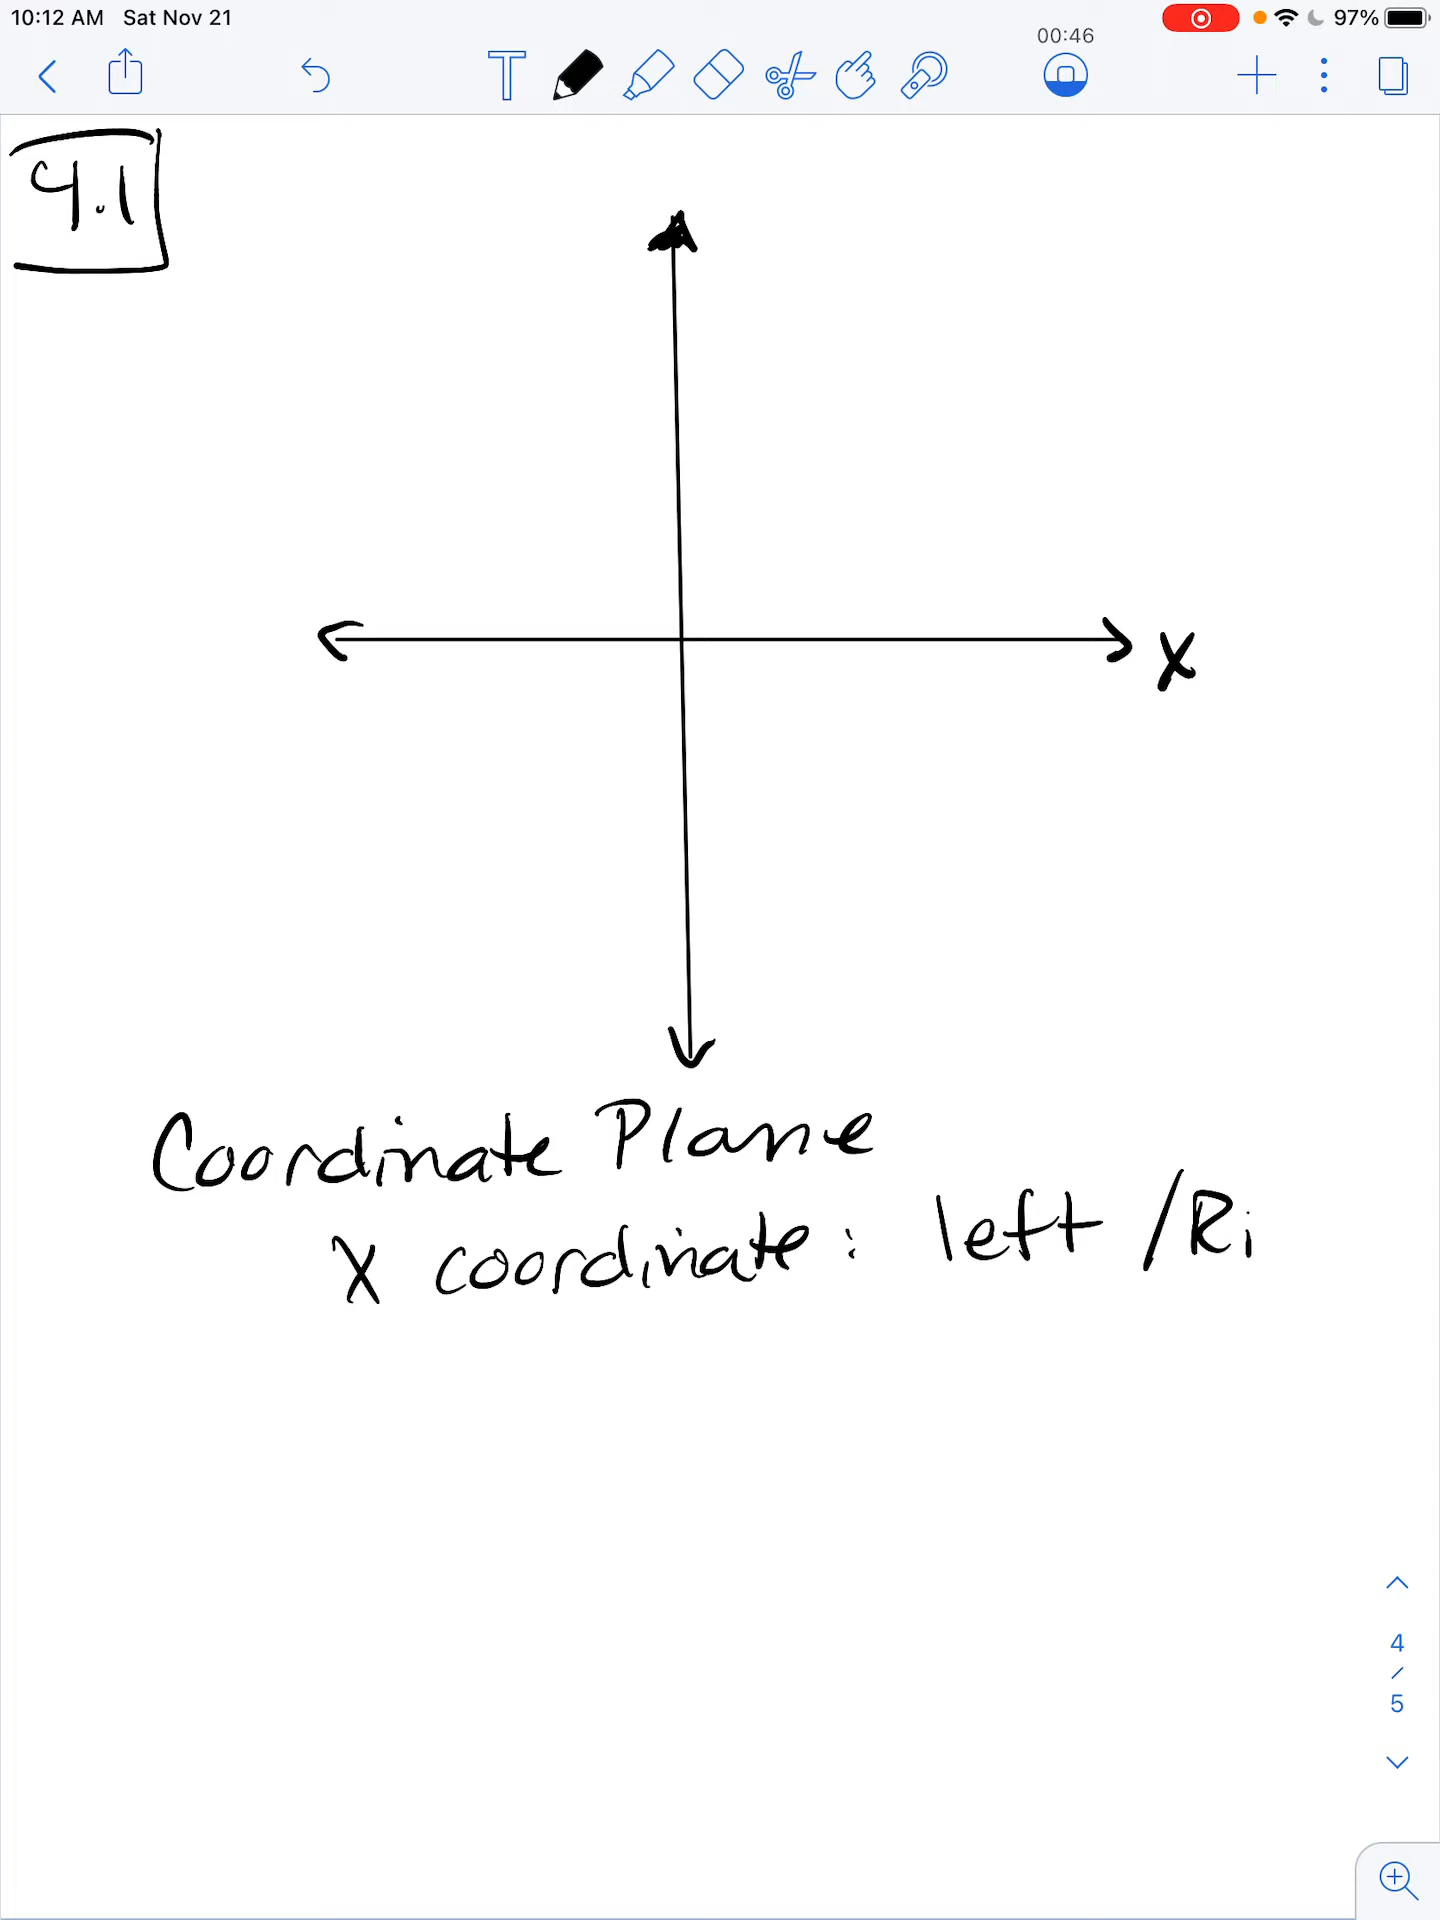 10:12 AM Sat Nov 21 97%
00:46
T
4.1
X
Coordinate Plane
X coordinate: left /Ri
4
/
5